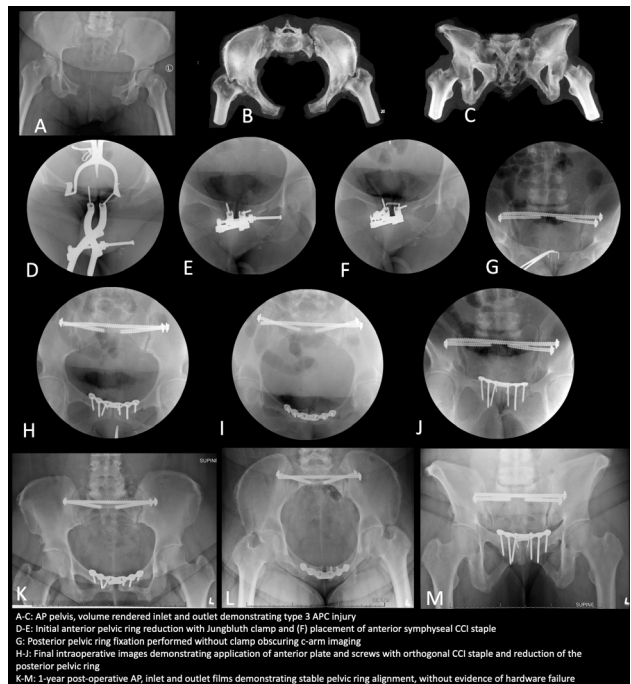 L
A
B
C
D
E
F
G
H
I
J
SUPINE
SUPINE
SUPINE
K
L
L
L
M
L
A-C: AP pelvis, volume rendered inlet and outlet demonstrating type 3 APC injury
D-E: Initial anterior pelvic ring reduction with Jungbluth clamp and (F) placement of anterior symphyseal CCI staple
G: Posterior pelvic ring fixation performed without clamp obscuring c-arm imaging
H-J: Final intraoperative images demonstrating application of anterior plate and screws with orthogonal CCI staple and reduction of the
posterior pelvic ring
K-M: 1-year post-operative AP, inlet and outlet films demonstrating stable pelvic ring alignment, without evidence of hardware failure